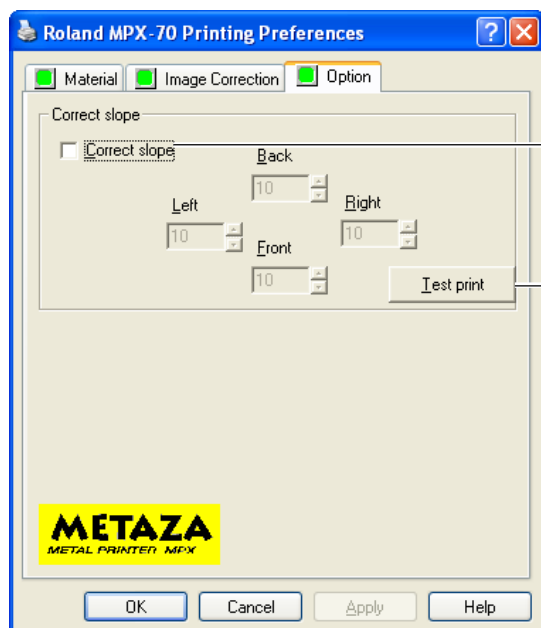 Roland MPX-70 Printing Preferences
Material Image Correction Option
Correct slope
Correct slope
Back
10
Left
Right
10
10
Front
10
Test print
METAZA
METAL PRINTER MPX
OK Cancel Apply Help